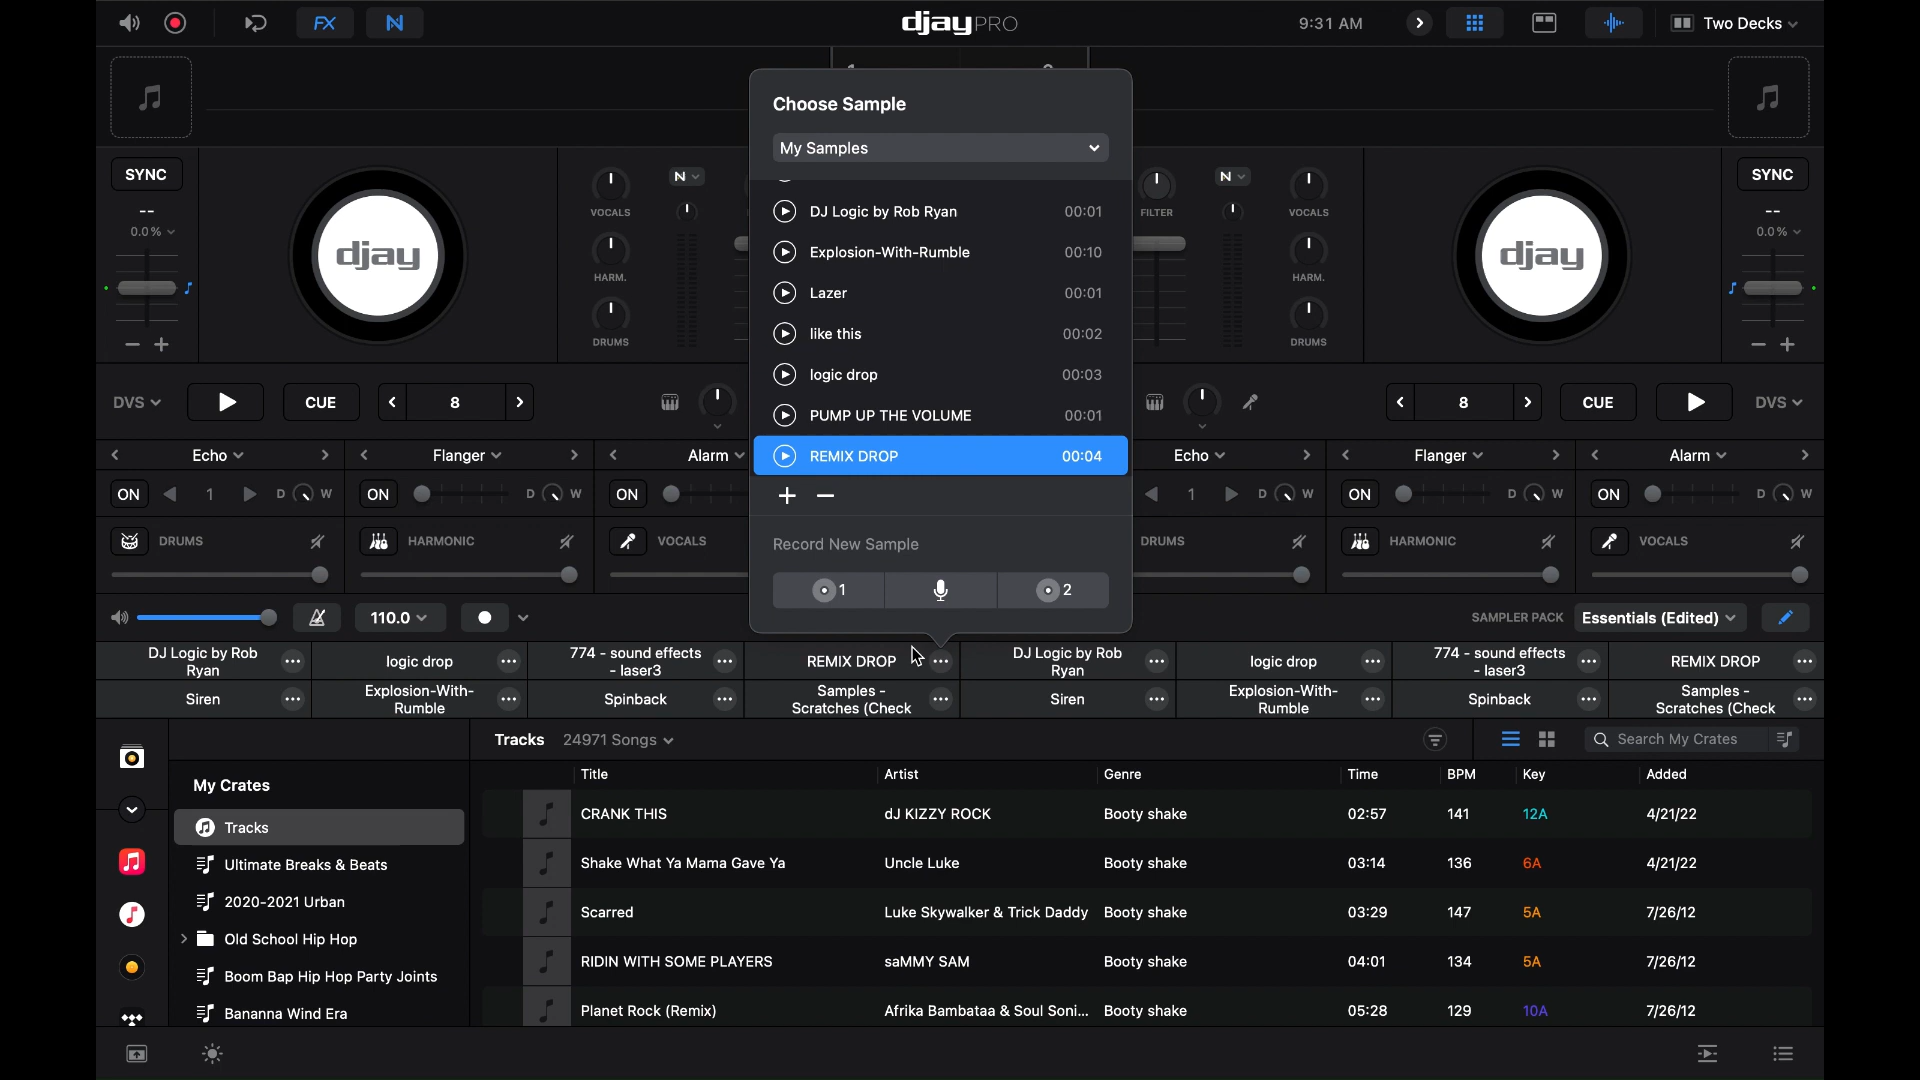 FX
djay PRO
9:31 AM
Two Decks
Choose Sample
My Samples
SYNC
SYNC
--
0.0%
--
0.0%
djay
djay
VOCALS
HARM.
DRUMS
FILTER
VOCALS
HARM.
DRUMS
DJ Logic by Rob Ryan 00:01
Explosion-With-Rumble 00:10
Lazer 00:01
like this 00:02
logic drop 00:03
PUMP UP THE VOLUME 00:01
REMIX DROP 00:04
DVS CUE 8
8 CUE DVS
Echo Flanger Alarm
Echo Flanger Alarm
ON 1 D W ON D W ON
1 D W ON D W ON D W
DRUMS HARMONIC VOCALS
DRUMS HARMONIC VOCALS
Record New Sample
1
2
110.0
SAMPLER PACK Essentials (Edited)
DJ Logic by Rob
Ryan
logic drop
774 - sound effects
- laser3
REMIX DROP
DJ Logic by Rob
Ryan
logic drop
774 - sound effects
- laser3
REMIX DROP
Siren
Explosion-With-
Rumble
Spinback
Samples -
Scratches (Check
Siren
Explosion-With-
Rumble
Spinback
Samples -
Scratches (Check
Tracks 24971 Songs
Search My Crates
My Crates
Tracks
Ultimate Breaks & Beats
2020-2021 Urban
Old School Hip Hop
Boom Bap Hip Hop Party Joints
Bananna Wind Era
Title Artist Genre Time BPM Key Added
CRANK THIS dJ KIZZY ROCK Booty shake 02:57 141 12A 4/21/22
Shake What Ya Mama Gave Ya Uncle Luke Booty shake 03:14 136 6A 4/21/22
Scarred Luke Skywalker & Trick Daddy Booty shake 03:29 147 5A 7/26/12
RIDIN WITH SOME PLAYERS saMMY SAM Booty shake 04:01 134 5A 7/26/12
Planet Rock (Remix) Afrika Bambataa & Soul Soni... Booty shake 05:28 129 10A 7/26/12